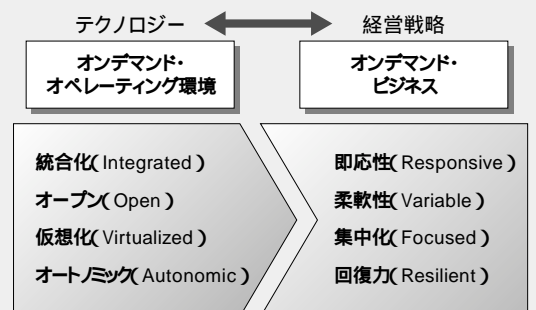 テクノロジー
経営戦略
オンデマンド・
オペレーティング環境
オンデマンド・
ビジネス
統合化(Integrated)
オープン(Open)
仮想化(Virtualized)
オートノミック(Autonomic)
即応性(Responsive)
柔軟性(Variable)
集中化(Focused)
回復力(Resilient)